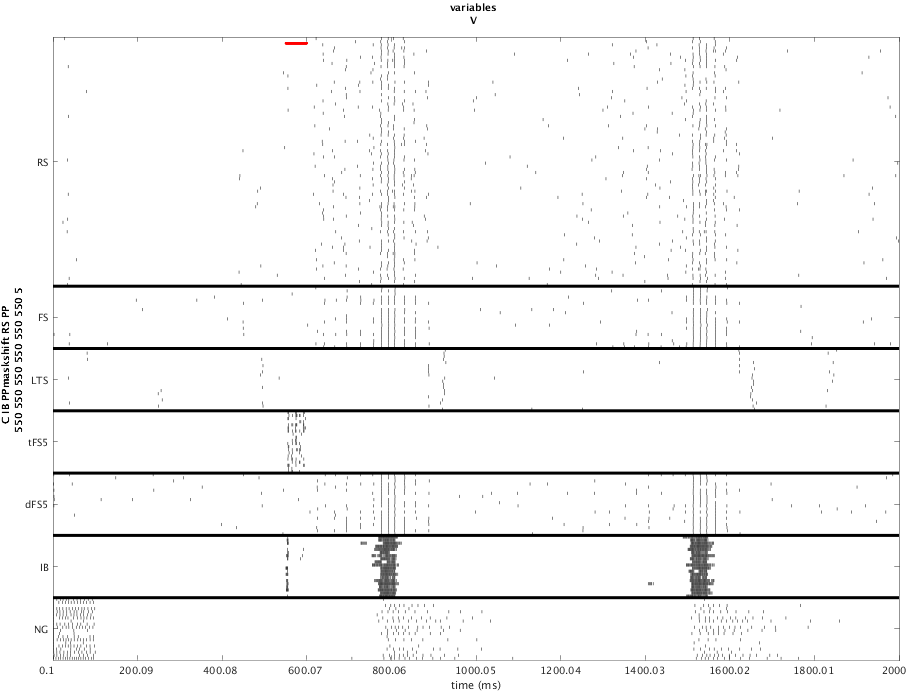 variables
V
C IB PPmaskshift RS PP
550 550 550 550 550 550 5
RS
FS
LTS
tFS5
dFS5
IB
NG
0.1 200.09 400.08 600.07 800.06 1000.05 1200.04 1400.03 1600.02 1800.01 2000
time (ms)